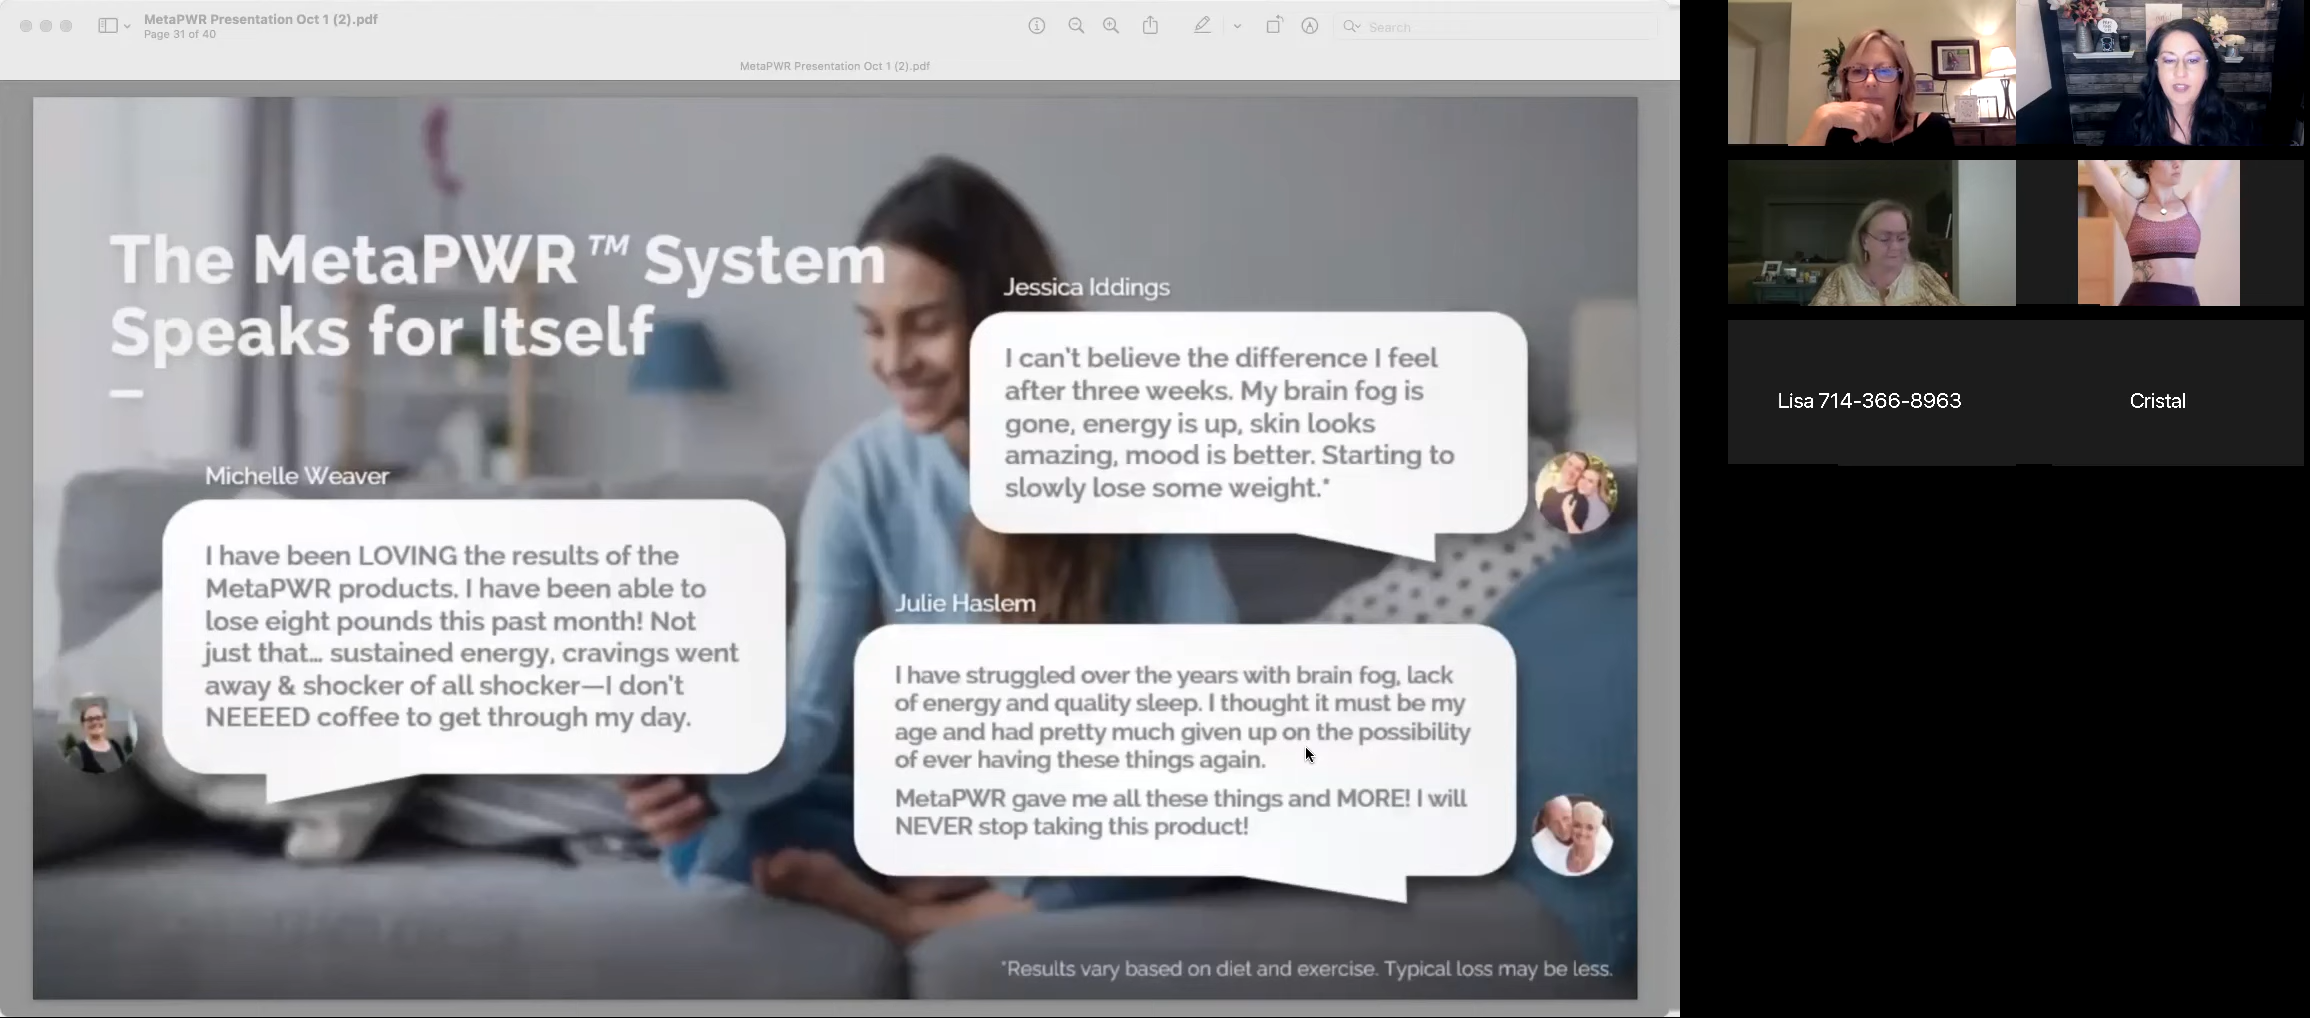 MetaPWR Presentation Oct 1 (2).pdf
Page 31 of 40
Search
MetaPWR Presentation Oct 1 (2).pdf
The MetaPWR™ System
Speaks for Itself
Jessica Iddings
I can't believe the difference I feel
after three weeks. My brain fog is
gone, energy is up, skin looks
amazing, mood is better. Starting to
slowly lose some weight.*
Michelle Weaver
I have been LOVING the results of the
MetaPWR products. I have been able to
lose eight pounds this past month! Not
just that... sustained energy, cravings went
away & shocker of all shocker—I don't
NEEEED coffee to get through my day.
Julie Haslem
I have struggled over the years with brain fog, lack
of energy and quality sleep. I thought it must be my
age and had pretty much given up on the possibility
of ever having these things again.
MetaPWR gave me all these things and MORE! I will
NEVER stop taking this product!
*Results vary based on diet and exercise. Typical loss may be less.
Lisa 714-366-8963
Cristal